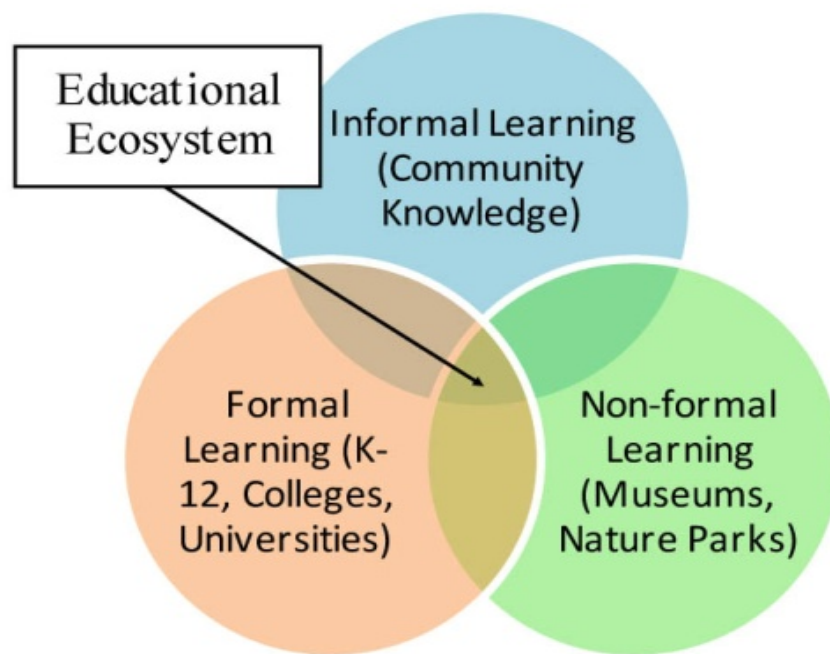 Educational
Ecosystem
Informal Learning
(Community
Knowledge)
Formal
Learning (K-
12, Colleges,
Universities)
Non-formal
Learning
(Museums,
Nature Parks)